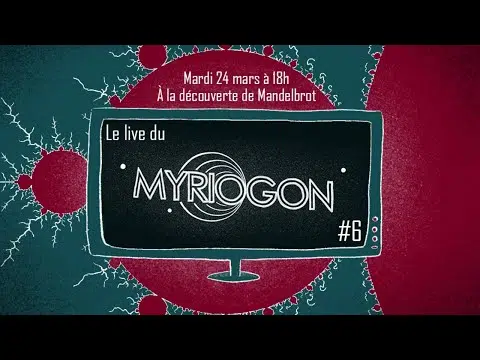 Mardi 24 mars à 18h
À la découverte de Mandelbrot
Le live du
MYRIOGON
#6